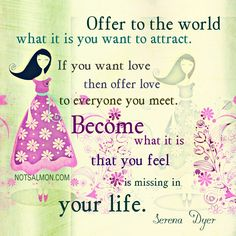 Offer to the world
what it is you want to attract.
If you want love
then offer love
to everyone you meet.
Become
what it is
that you feel
is missing in
your life.
NOTSALMON.COM
Serena Dyer